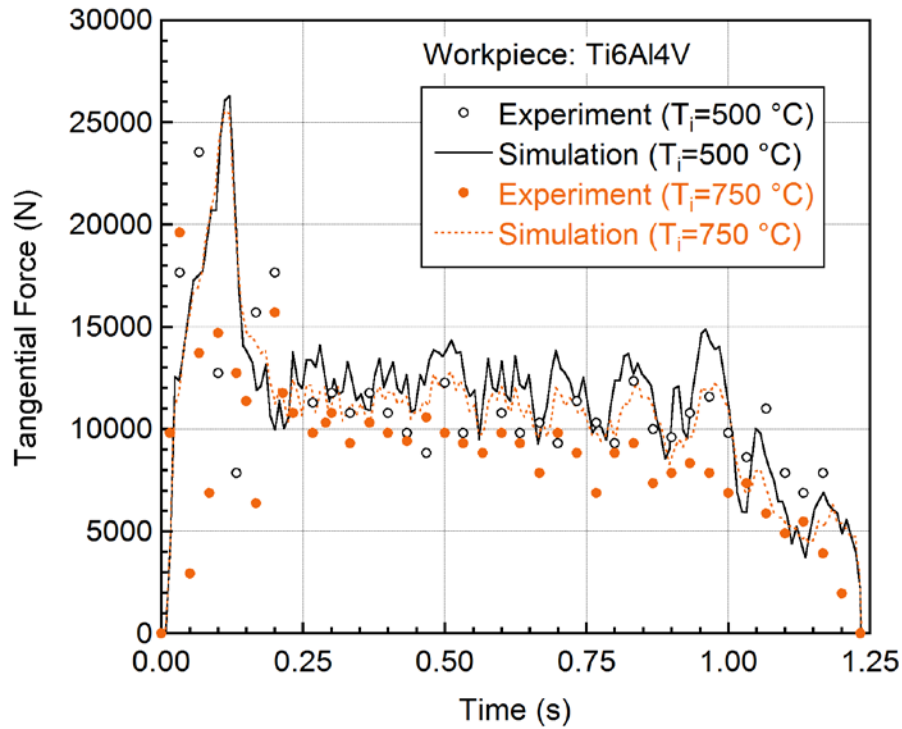 30000
25000
20000
15000
10000
5000
0
Tangential Force (N)
Workpiece: Ti6Al4V
Experiment (Tᵢ=500 °C)
Simulation (Tᵢ=500 °C)
Experiment (Tᵢ=750 °C)
Simulation (Tᵢ=750 °C)
0.00 0.25 0.50 0.75 1.00 1.25
Time (s)